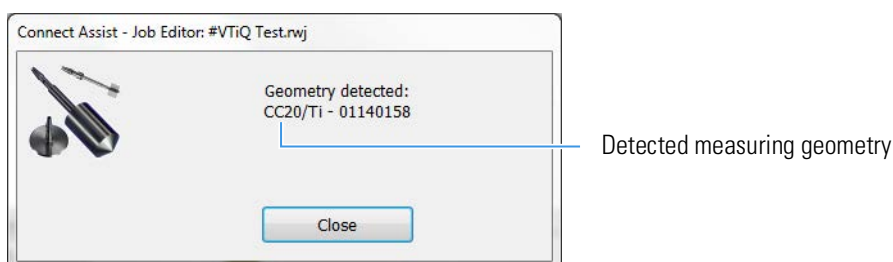 Connect Assist - Job Editor: #VTiQ Test.rwj
Geometry detected:
CC20/Ti - 01140158
Detected measuring geometry
Close